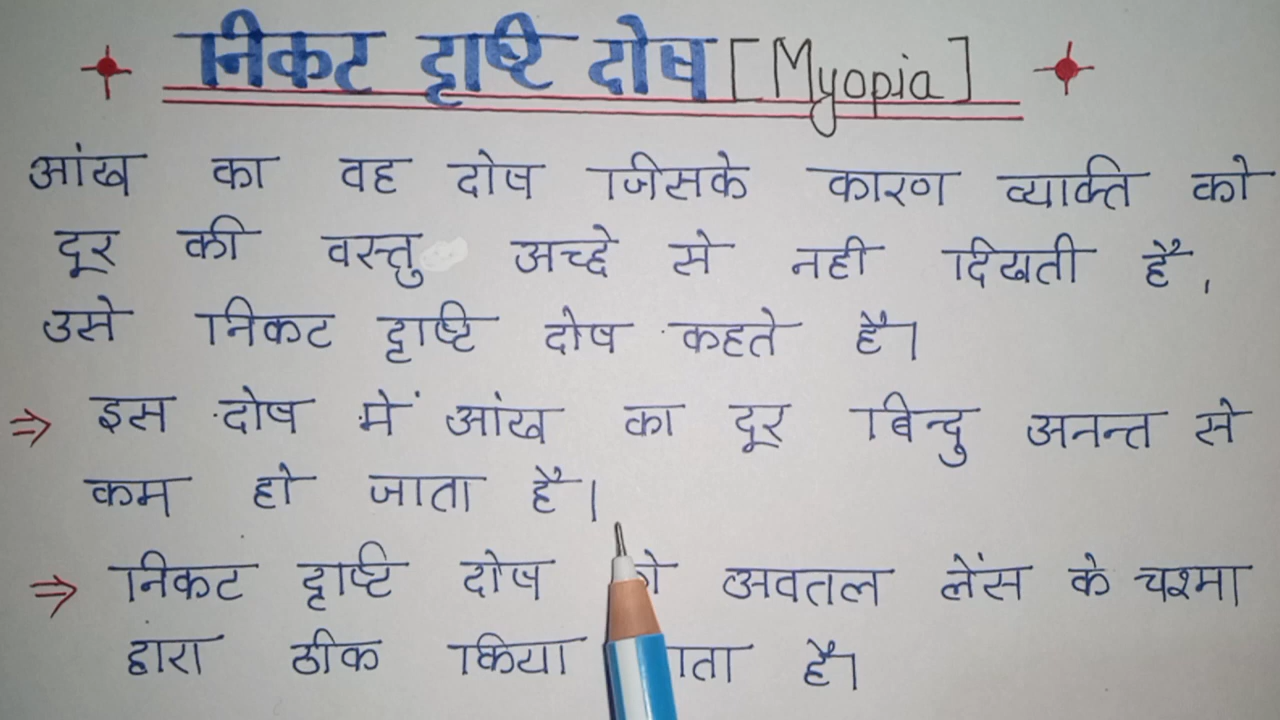 निकट दृष्टि दोष [Myopia]
आंख का वह दोष जिसके कारण व्यक्ति को
दूर की वस्तु अच्छे से नही दिखती है,
उसे निकट दृष्टि दोष कहते है।
⇒ इस दोष में आंख का दूर बिन्दु अनन्त से
कम हो जाता है।
⇒ निकट दृष्टि दोष अवतल लेंस के चश्मा
द्वारा ठीक किया है।